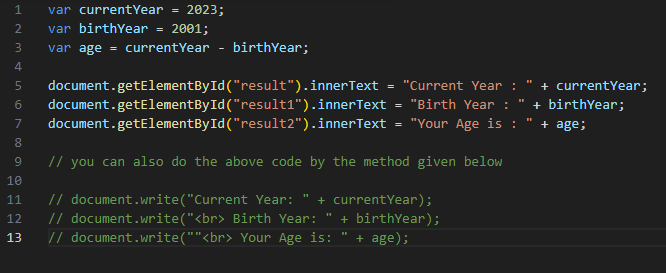 1 var currentYear = 2023;
2 var birthYear = 2001;
3 var age = currentYear - birthYear;
4
5 document.getElementById("result").innerText = "Current Year : " + currentYear;
6 document.getElementById("result1").innerText = "Birth Year : " + birthYear;
7 document.getElementById("result2").innerText = "Your Age is : " + age;
8
9 // you can also do the above code by the method given below
10
11 // document.write("Current Year: " + currentYear);
12 // document.write("<br> Birth Year: " + birthYear);
13 // document.write(""<br> Your Age is: " + age);